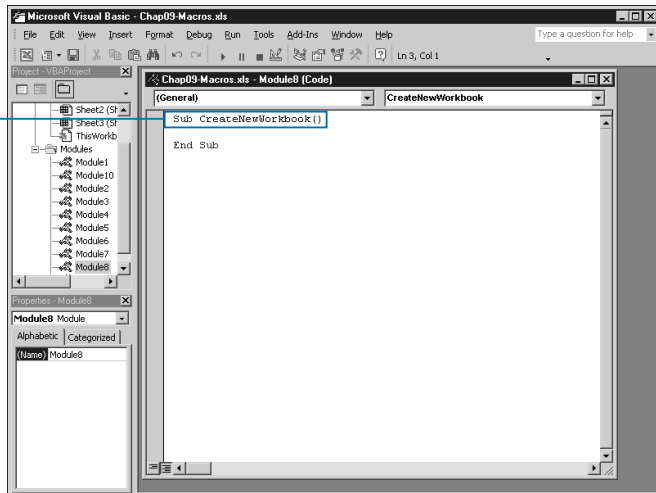 Microsoft Visual Basic - Chap09-Macros.xls
File Edit View Insert Format Debug Run Tools Add-Ins Window Help
Type a question for help
Ln 3, Col 1
Project - VBAProject
Sheet2 (Sh
Sheet3 (Sh
ThisWorkb
Modules
Module1
Module10
Module2
Module3
Module4
Module5
Module6
Module7
Module8
Properties - Module8
Module8 Module
Alphabetic Categorized
(Name) Module8
Chap09-Macros.xls - Module8 (Code)
(General) CreateNewWorkbook
Sub CreateNewWorkbook()
End Sub